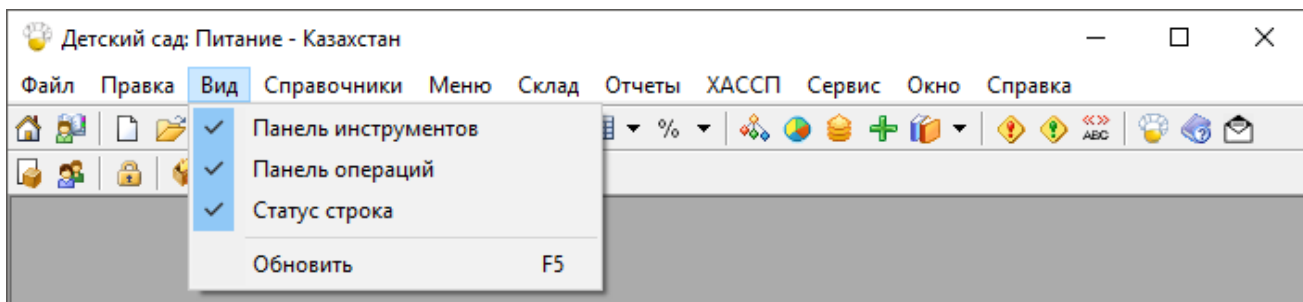 Детский сад: Питание - Казахстан
Файл Правка Вид Справочники Меню Склад Отчеты ХАССП Сервис Окно Справка
Панель инструментов
% «» ABC
Панель операций
Статус строка
Обновить F5